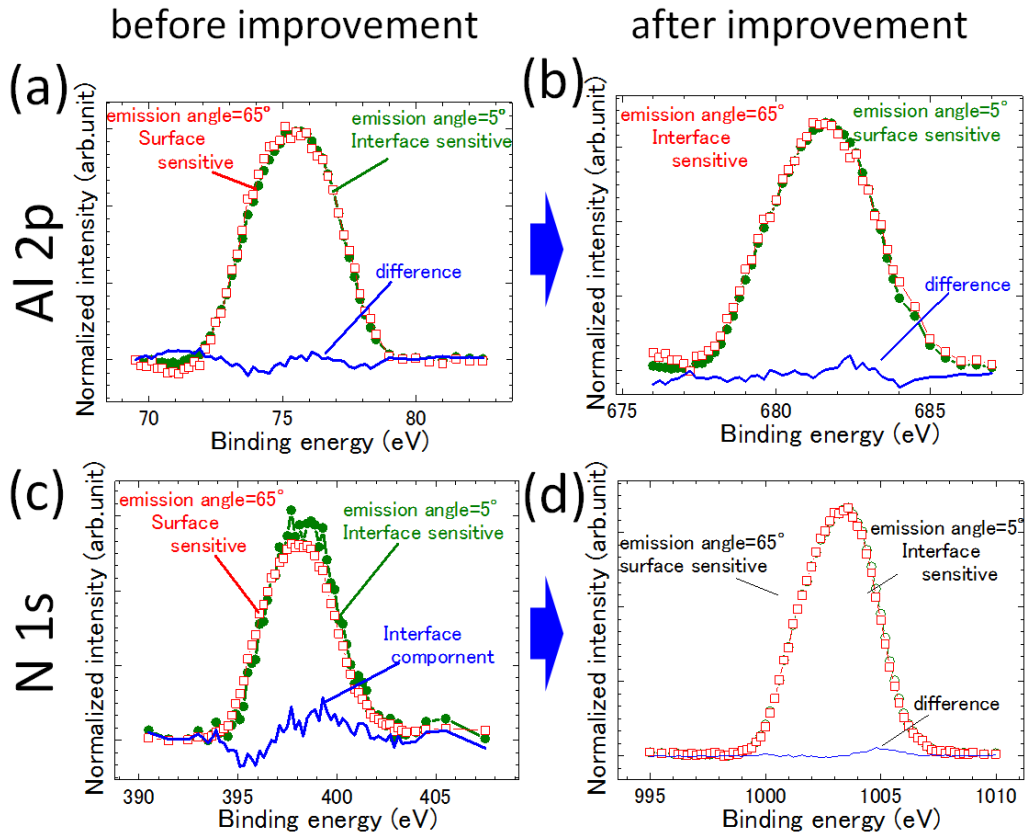 before improvement
after improvement
Al 2p
N 1s
(a)
Normalized intensity (arb.unit)
emission angle=65°
Surface
sensitive
emission angle=5°
Interface sensitive
difference
70
75
80
Binding energy (eV)
(b)
Normalized intensity (arb.unit)
emission angle=65°
Interface
sensitive
emission angle=5°
surface sensitive
difference
675
680
685
Binding energy (eV)
(c)
Normalized intensity (arb.unit)
emission angle=65°
Surface
sensitive
emission angle=5°
Interface sensitive
Interface
compornent
390
395
400
405
Binding energy (eV)
(d)
Normalized intensity (arb.unit)
emission angle=65°
surface sensitive
emission angle=5°
Interface
sensitive
difference
995
1000
1005
1010
Binding energy (eV)